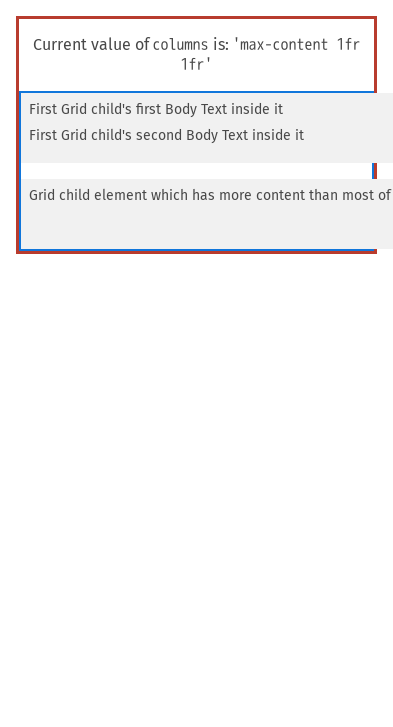 Current value of columns is: 'max-content 1fr
1fr'
First Grid child's first Body Text inside it
First Grid child's second Body Text inside it
Grid child element which has more content than most of